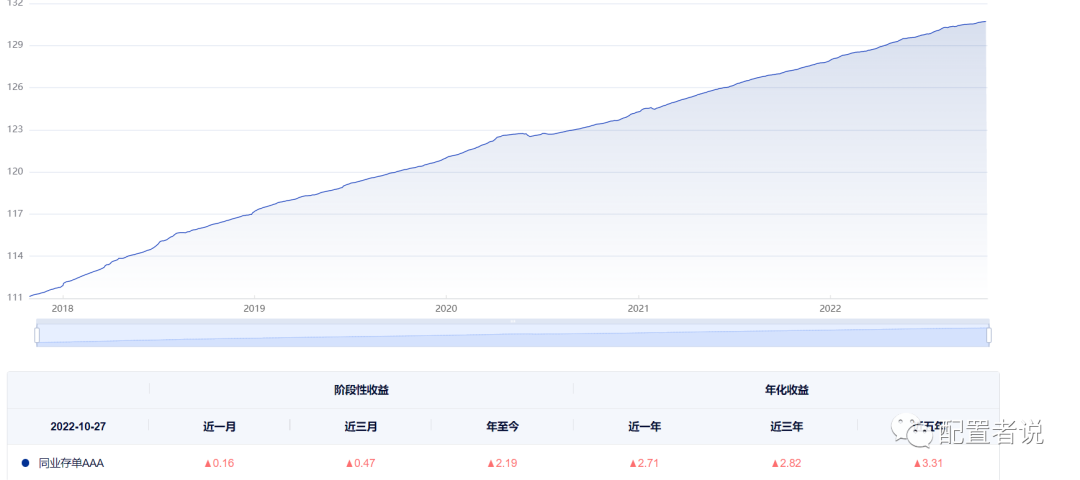 132
129
126
123
120
117
114
111
2018 2019 2020 2021 2022
阶段性收益 年化收益
2022-10-27 近一月 近三月 年至今 近一年 近三年 近五年
同业存单AAA ▲0.16 ▲0.47 ▲2.19 ▲2.71 ▲2.82 ▲3.31
配置者说